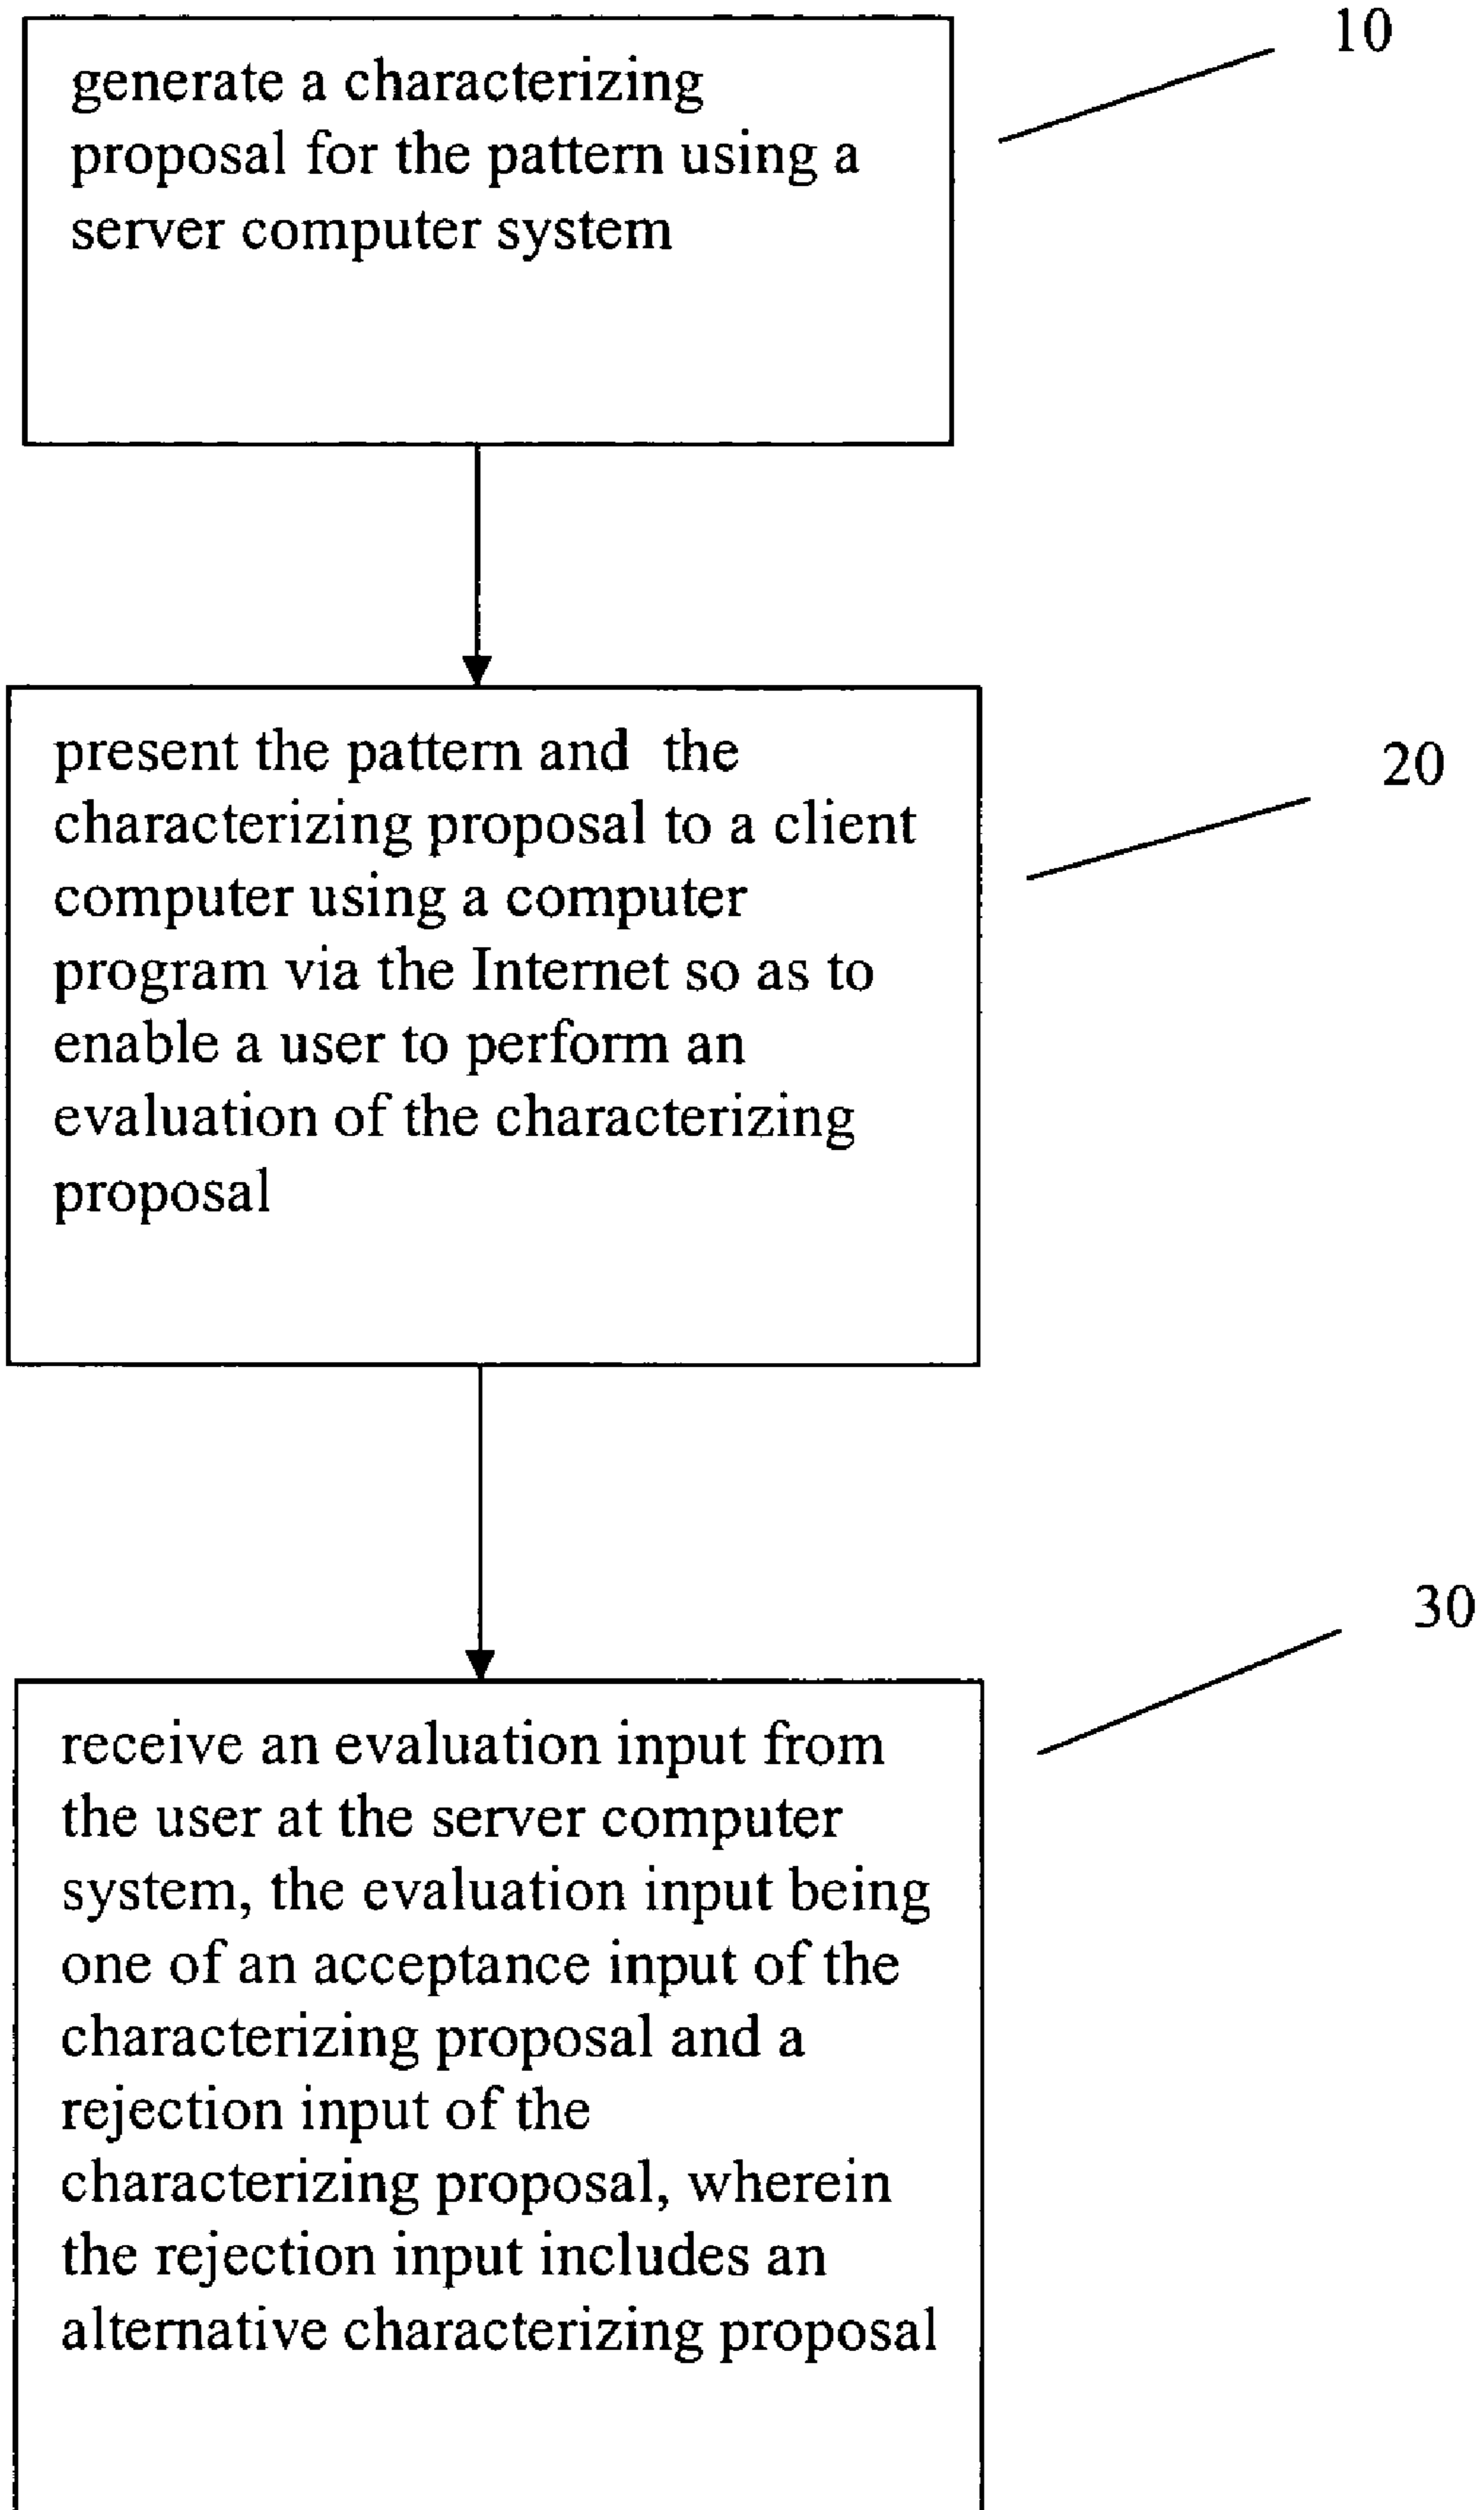 10
generate a characterizing
proposal for the pattern using a
server computer system
20
present the pattern and the
characterizing proposal to a client
computer using a computer
program via the Internet so as to
enable a user to perform an
evaluation of the characterizing
proposal
30
receive an evaluation input from
the user at the server computer
system, the evaluation input being
one of an acceptance input of the
characterizing proposal and a
rejection input of the
characterizing proposal, wherein
the rejection input includes an
alternative characterizing proposal